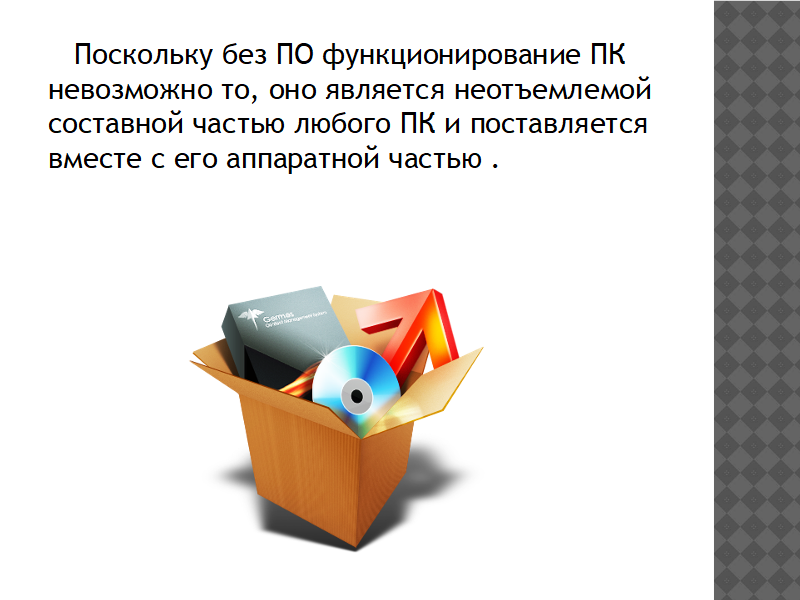 Поскольку без ПО функционирование ПК
невозможно то, оно является неотъемлемой
составной частью любого ПК и поставляется
вместе с его аппаратной частью .
7